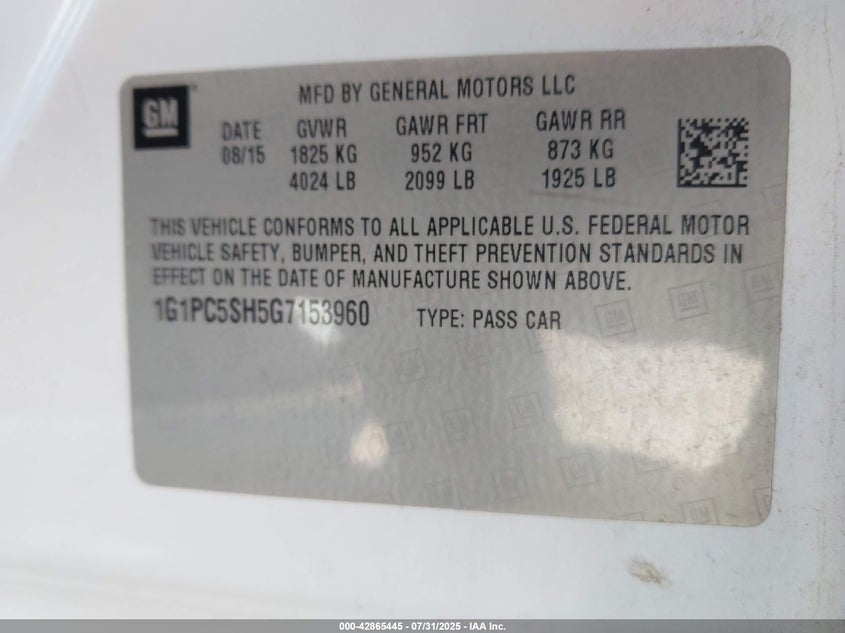 GM
MFD BY GENERAL MOTORS LLC
DATE GVWR GAWR FRT GAWR RR
08/15 1825 KG 952 KG 873 KG
4024 LB 2099 LB 1925 LB
THIS VEHICLE CONFORMS TO ALL APPLICABLE U.S. FEDERAL MOTOR
VEHICLE SAFETY, BUMPER, AND THEFT PREVENTION STANDARDS IN
EFFECT ON THE DATE OF MANUFACTURE SHOWN ABOVE.
1G1PC5SH5G7153960 TYPE: PASS CAR
000-42865445 - 07/31/2025 - IAA Inc.